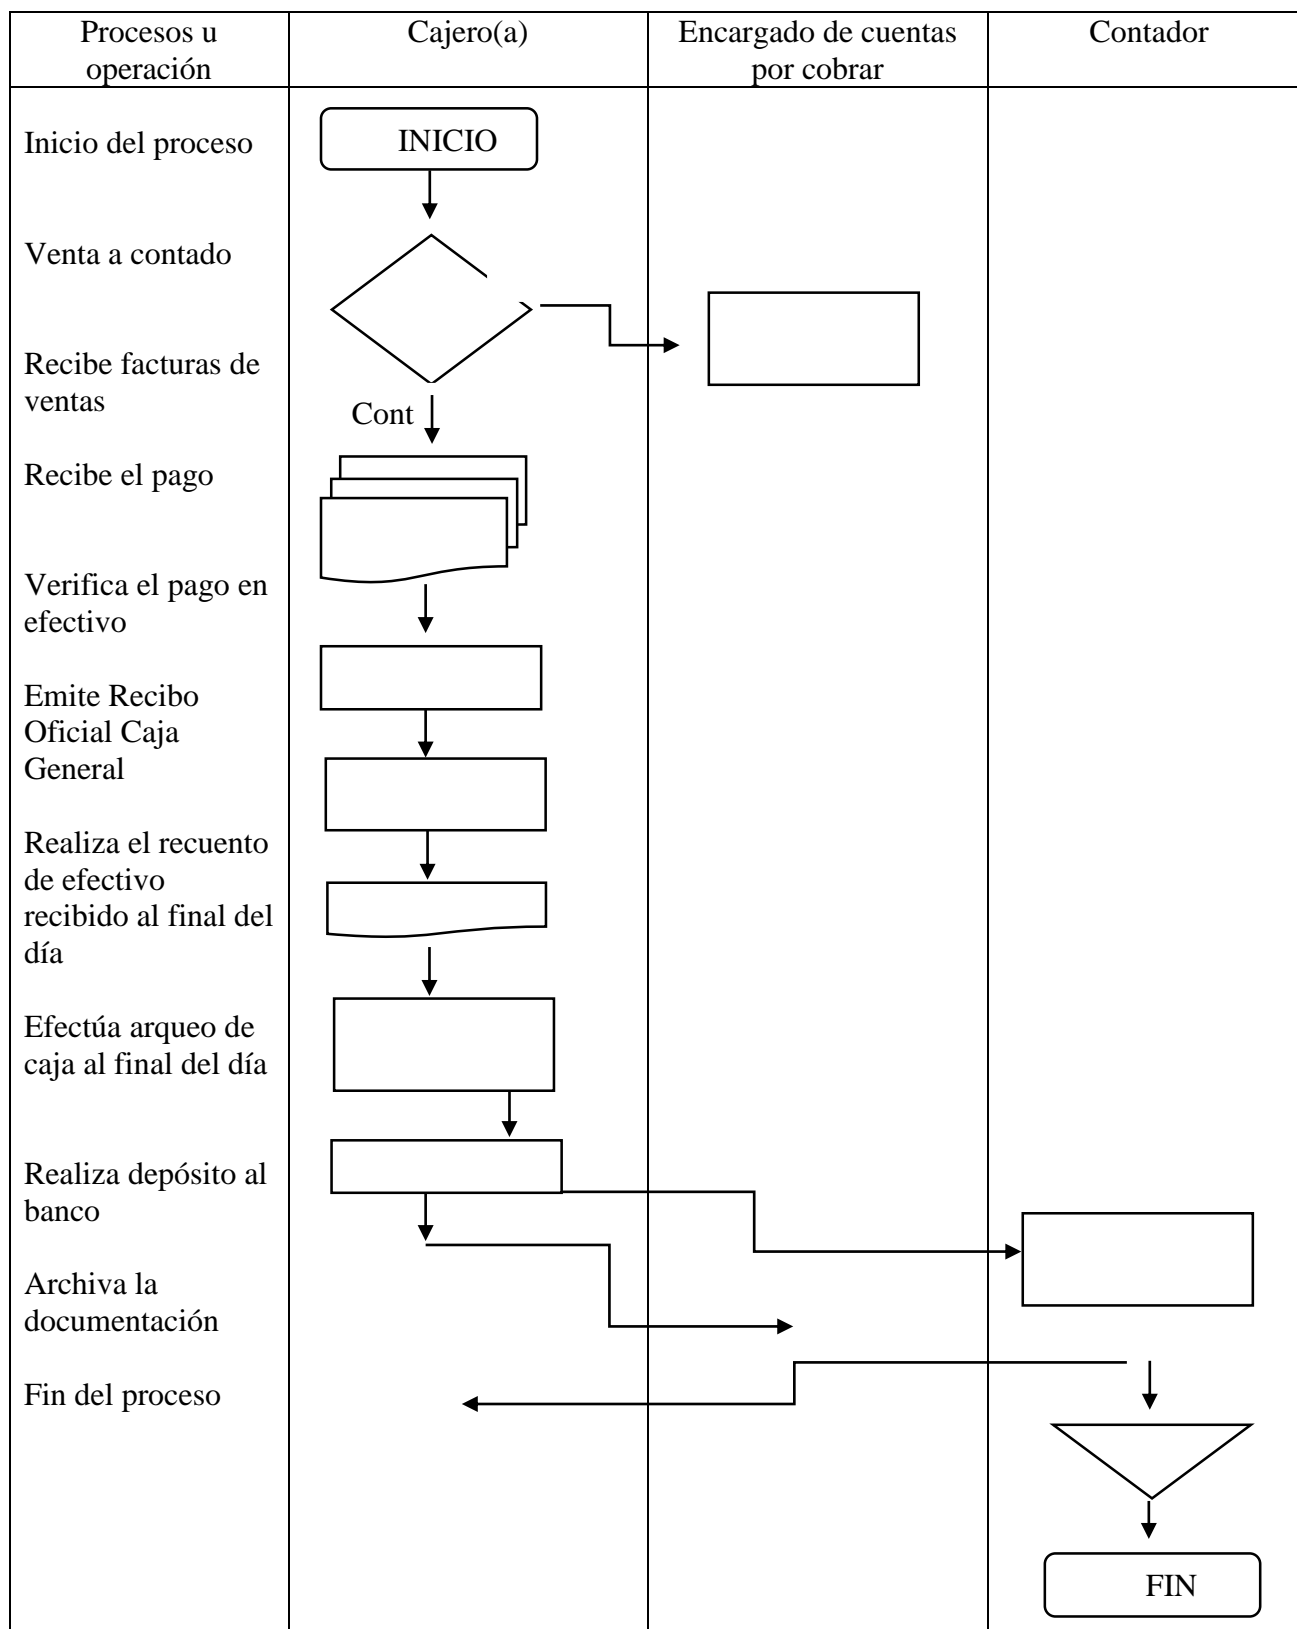 Procesos u
operación
Cajero(a)
Encargado de cuentas
por cobrar
Contador
Inicio del proceso
INICIO
Venta a contado
Recibe facturas de
ventas
Cont
Recibe el pago
Verifica el pago en
efectivo
Emite Recibo
Oficial Caja
General
Realiza el recuento
de efectivo
recibido al final del
día
Efectúa arqueo de
caja al final del día
Realiza depósito al
banco
Archiva la
documentación
Fin del proceso
FIN